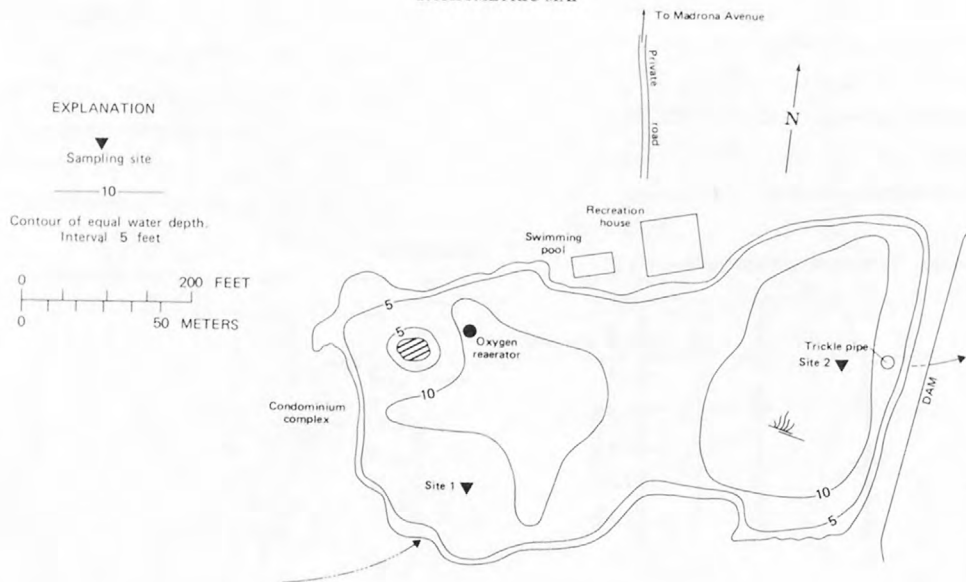 To Madrona Avenue
Private road
N
EXPLANATION
Sampling site
10
Contour of equal water depth.
Interval 5 feet
0 200 FEET
0 50 METERS
Recreation
house
Swimming
pool
5
5
Oxygen
reaerator
10
Condominium
complex
Site 1
Trickle pipe
Site 2
DAM
10
5